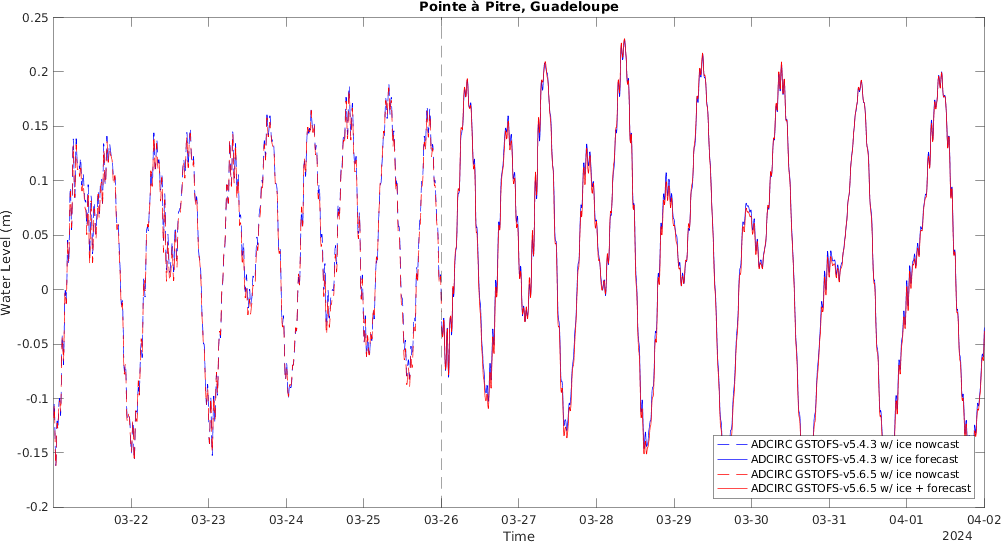 Pointe à Pitre, Guadeloupe
0.25
0.2
0.15
0.1
0.05
0
-0.05
-0.1
-0.15
-0.2
Water Level (m)
ADCIRC GSTOFS-v5.4.3 w/ ice nowcast
ADCIRC GSTOFS-v5.4.3 w/ ice forecast
ADCIRC GSTOFS-v5.6.5 w/ ice nowcast
ADCIRC GSTOFS-v5.6.5 w/ ice + forecast
03-22 03-23 03-24 03-25 03-26 03-27 03-28 03-29 03-30 03-31 04-01 04-02
Time
2024